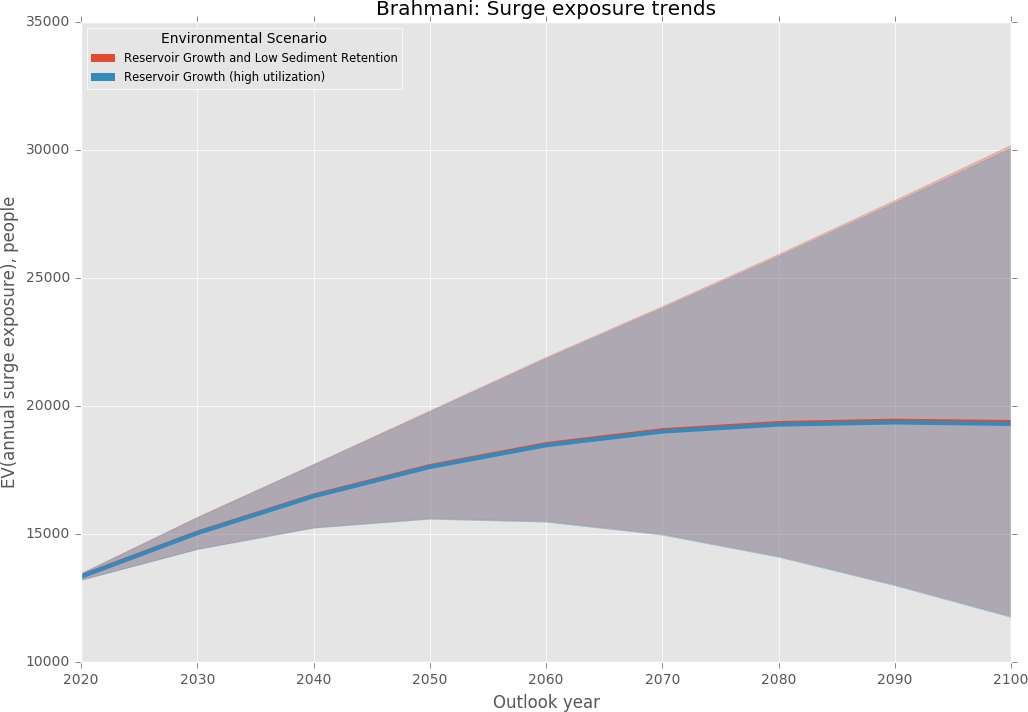 Brahmani: Surge exposure trends
35000
Environmental Scenario
Reservoir Growth and Low Sediment Retention
Reservoir Growth (high utilization)
30000
25000
20000
15000
10000
EV(annual surge exposure), people
2020 2030 2040 2050 2060 2070 2080 2090 2100
Outlook year